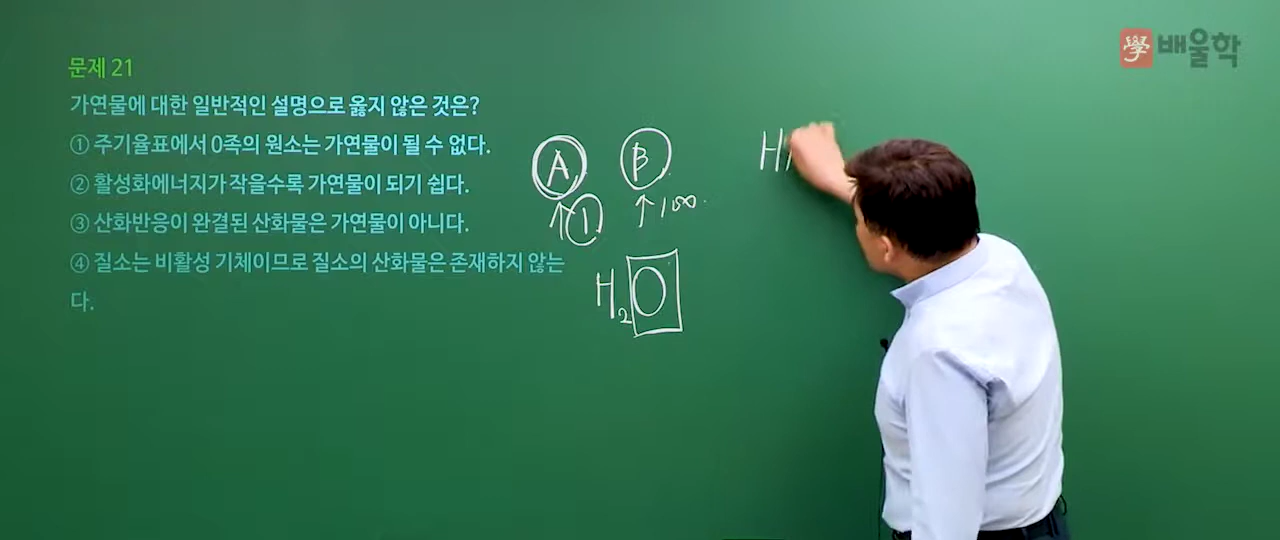 學 배울학
문제 21
가연물에 대한 일반적인 설명으로 옳지 않은 것은?
① 주기율표에서 0족의 원소는 가연물이 될 수 없다.
② 활성화에너지가 작을수록 가연물이 되기 쉽다.
③ 산화반응이 완결된 산화물은 가연물이 아니다.
④ 질소는 비활성 기체이므로 질소의 산화물은 존재하지 않는
다.
A B
↑ ① ↑ 100.
H₂O
H